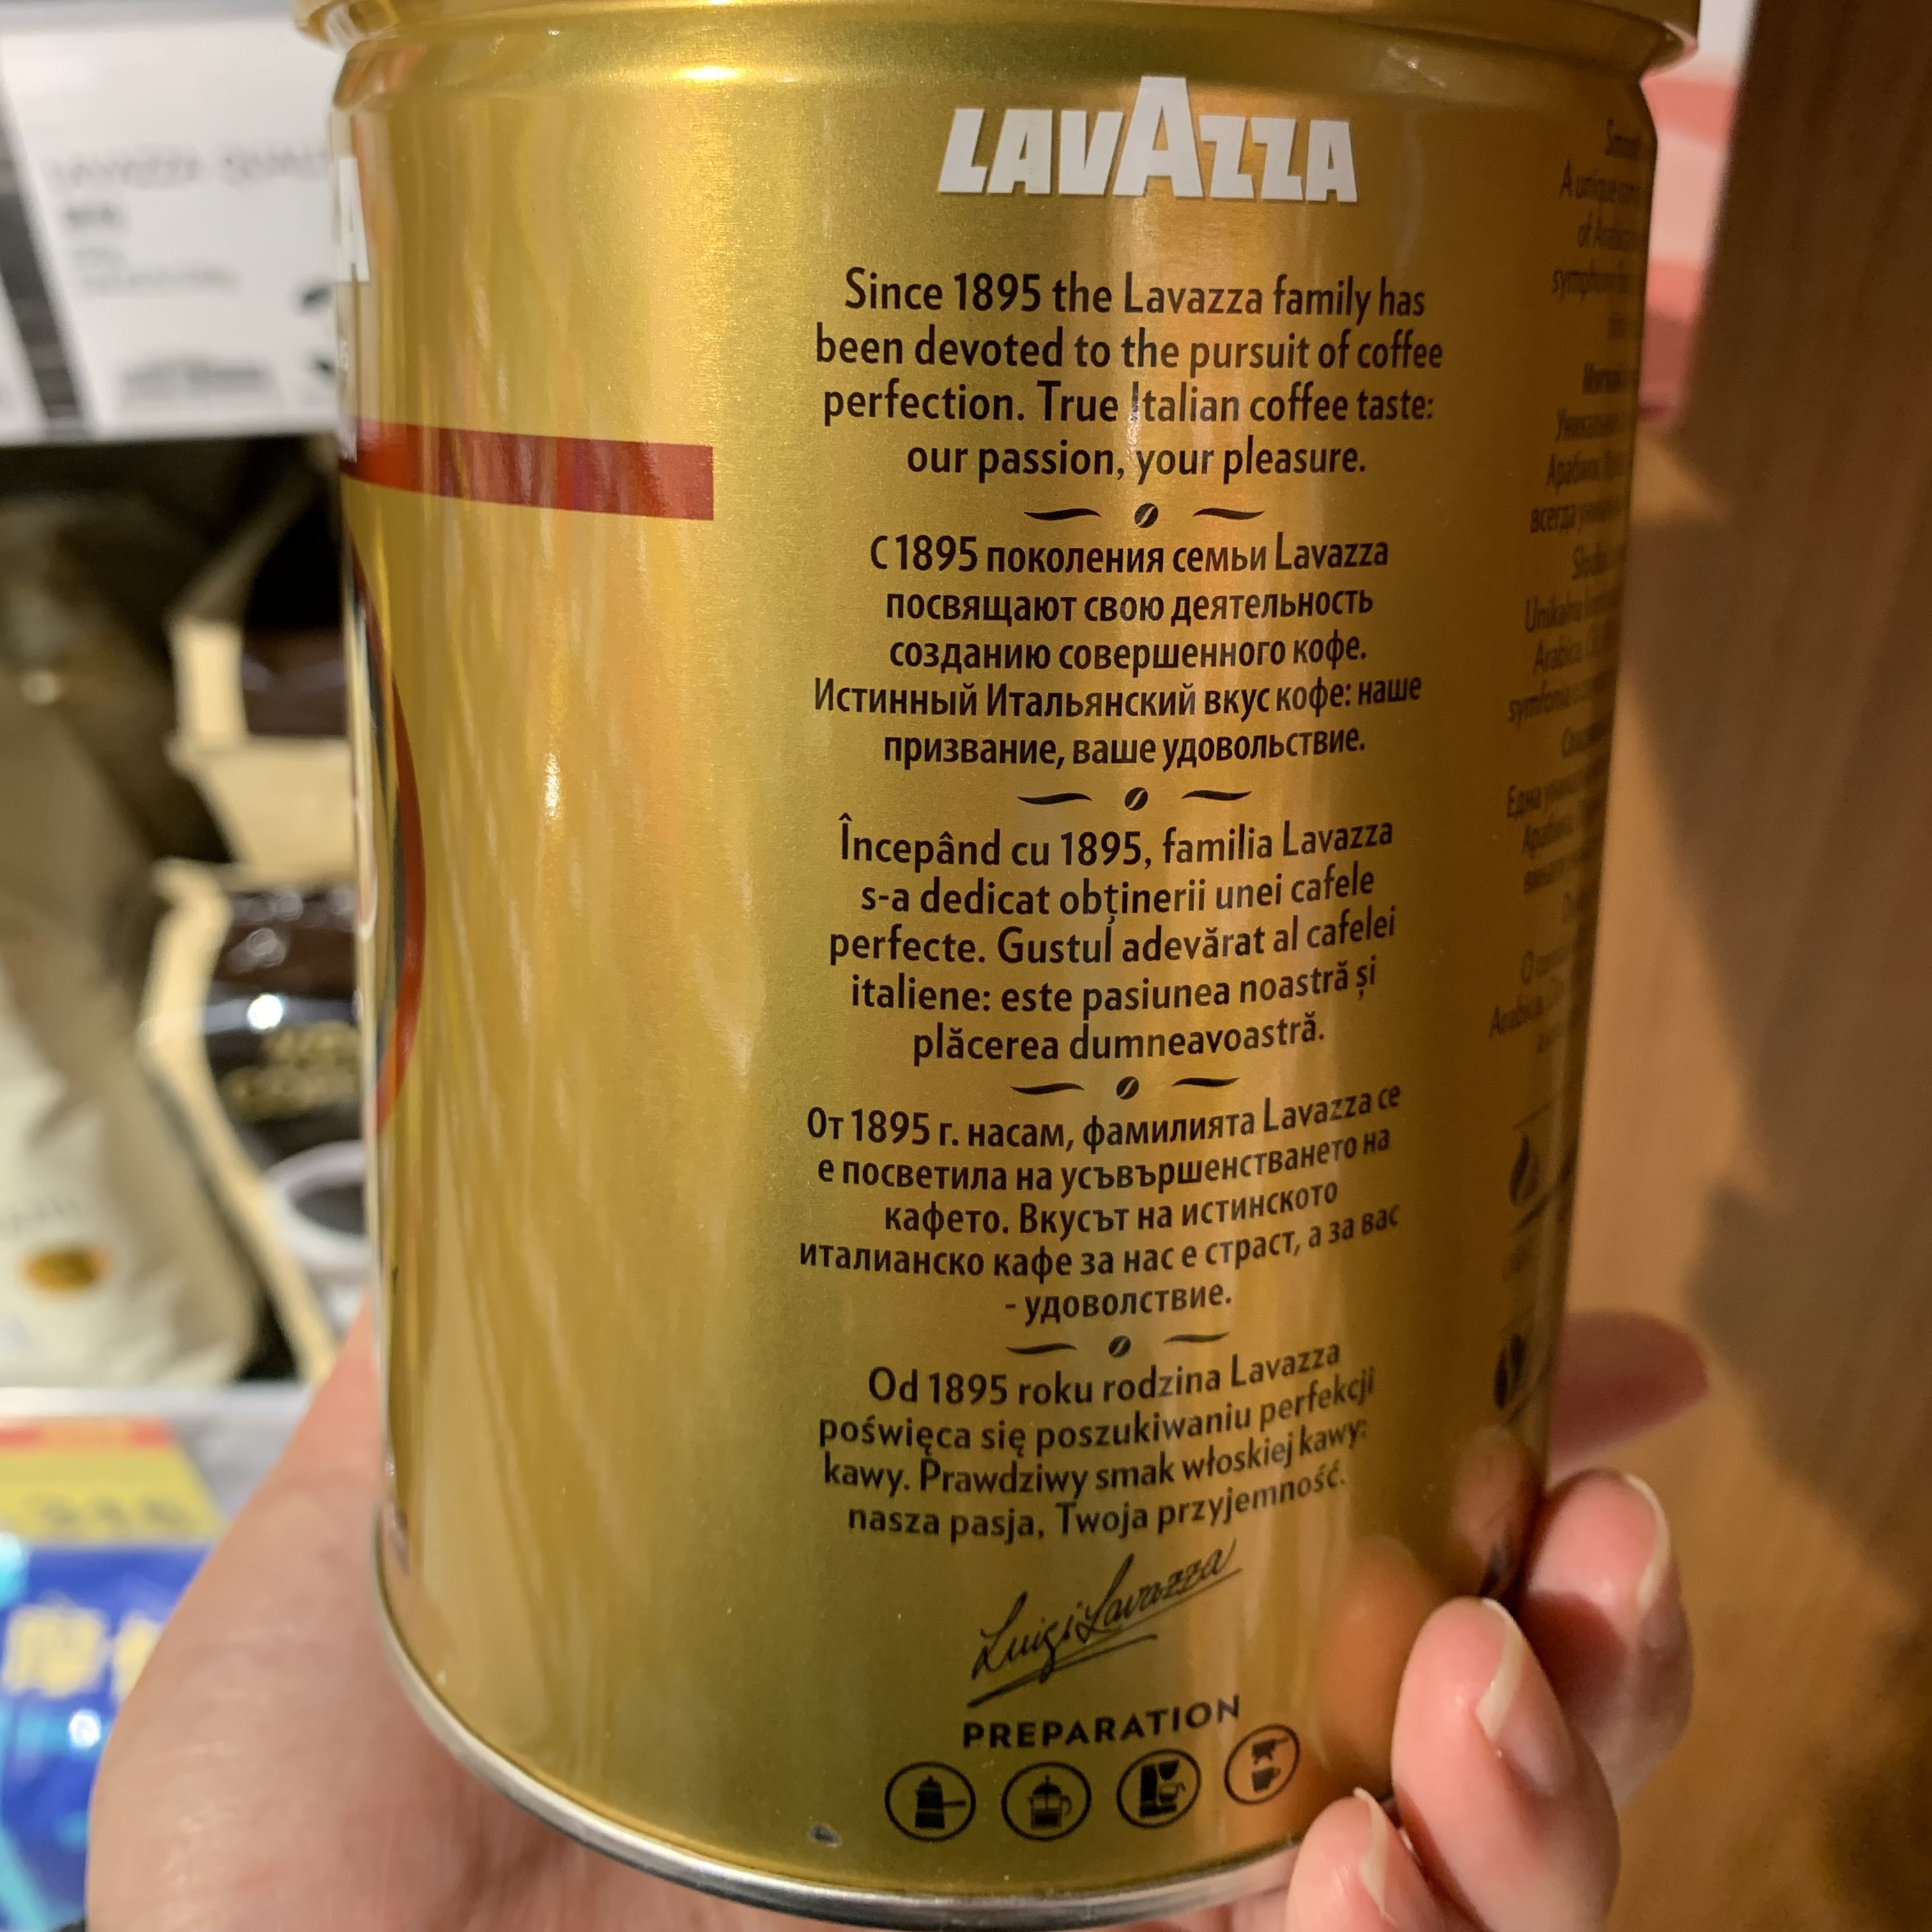 LAVAZZA
Since 1895 the Lavazza family has
been devoted to the pursuit of coffee
perfection. True Italian coffee taste:
our passion, your pleasure.
С 1895 поколения семьи Lavazza
посвящают свою деятельность
созданию совершенного кофе.
Истинный Итальянский вкус кофе: наше
призвание, ваше удовольствие.
Începând cu 1895, familia Lavazza
s-a dedicat obținerii unei cafele
perfecte. Gustul adevărat al cafelei
italiene: este pasiunea noastră și
plăcerea dumneavoastră.
От 1895 г. насам, фамилията Lavazza се
е посветила на усъвършенстването на
кафето. Вкусът на истинското
италианско кафе за нас е страст, а за вас
- удоволствие.
Od 1895 roku rodzina Lavazza
poświęca się poszukiwaniu perfekcji
kawy. Prawdziwy smak włoskiej kawy:
nasza pasja, Twoja przyjemność.
Luigi Lavazza
PREPARATION
A unique
of
Arabica
LAVAZZA